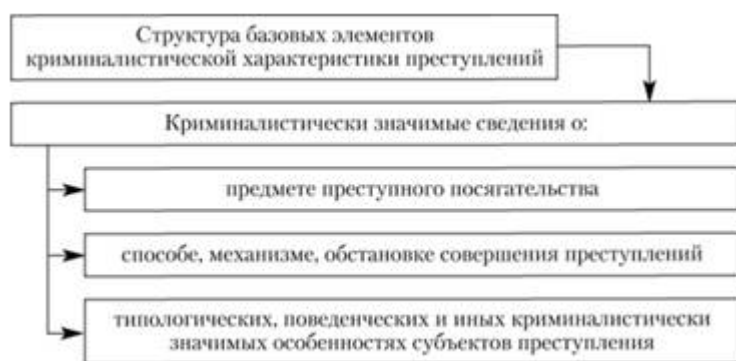 Структура базовых элементов
криминалистической характеристики преступлений
Криминалистически значимые сведения о:
предмете преступного посягательства
способе, механизме, обстановке совершения преступлений
типологических, поведенческих и иных криминалистически
значимых особенностях субъектов преступления